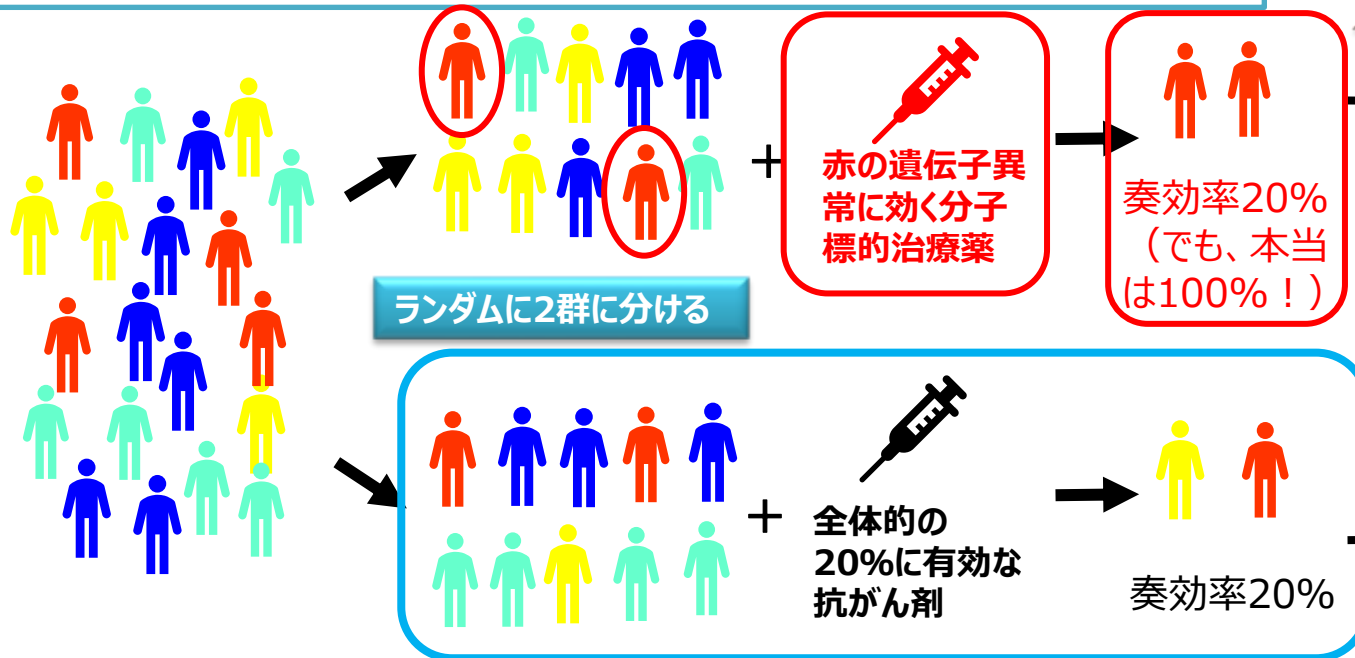 赤の遺伝子異
常に効く分子
標的治療薬
奏効率20%
(でも、本当
は100%!)
ランダムに2群に分ける
全体的の
20%に有効な
抗がん剤
奏効率20%